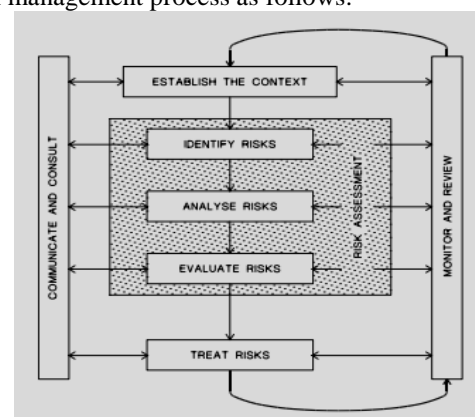 management process as follows:
ESTABLISH THE CONTEXT
IDENTIFY RISKS
ANALYSE RISKS
EVALUATE RISKS
TREAT RISKS
COMMUNICATE AND CONSULT
RISK ASSESSMENT
MONITOR AND REVIEW